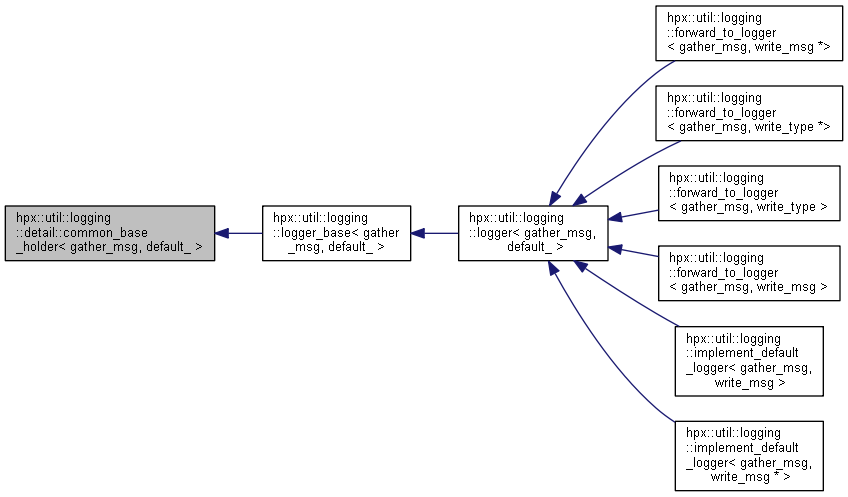 hpx::util::logging
::forward_to_logger
< gather_msg, write_msg *>
hpx::util::logging
::forward_to_logger
< gather_msg, write_type *>
hpx::util::logging
::forward_to_logger
< gather_msg, write_type >
hpx::util::logging
::detail::common_base
_holder< gather_msg, default_ >
hpx::util::logging
::logger_base< gather
_msg, default_ >
hpx::util::logging
::logger< gather_msg,
default_ >
hpx::util::logging
::forward_to_logger
< gather_msg, write_msg >
hpx::util::logging
::implement_default
_logger< gather_msg,
write_msg >
hpx::util::logging
::implement_default
_logger< gather_msg,
write_msg * >